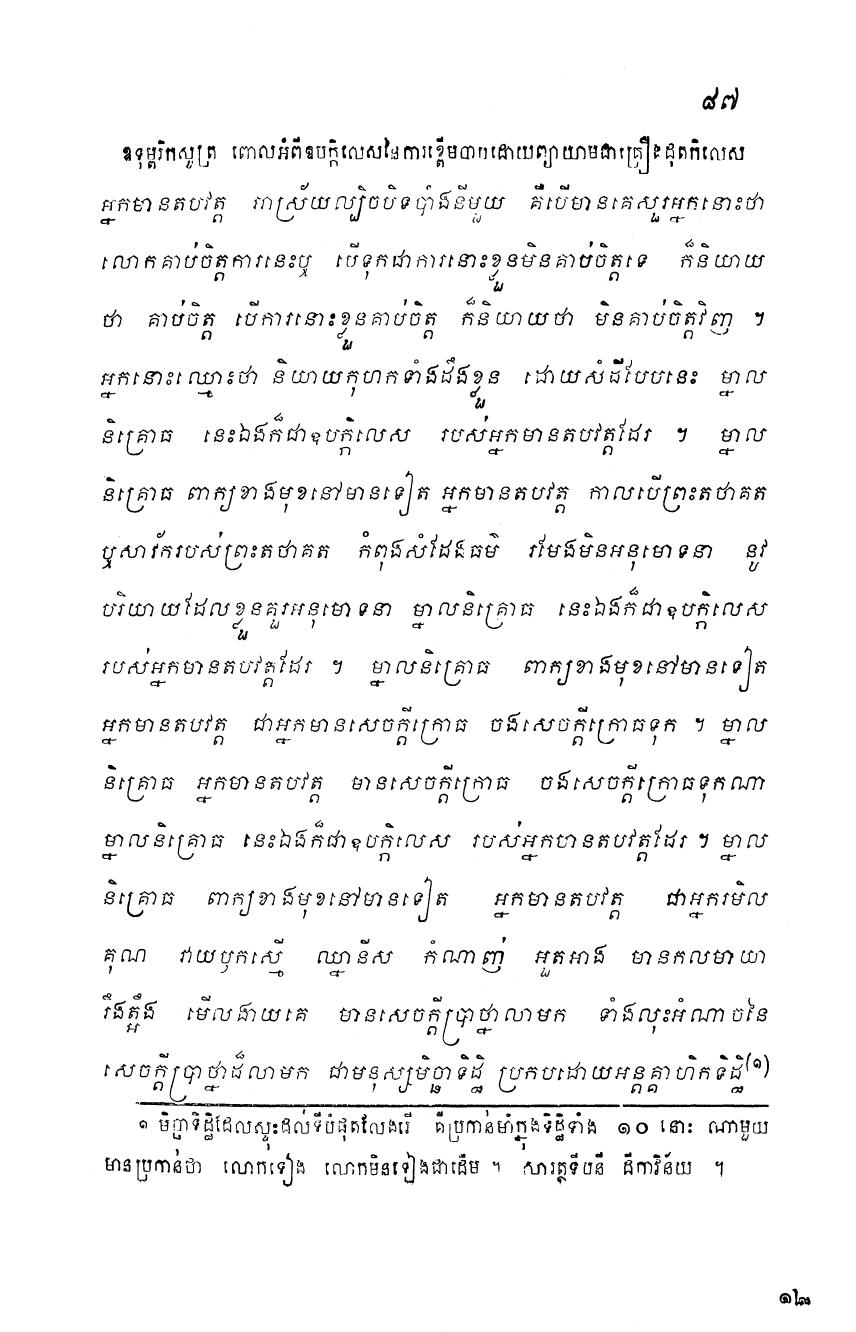 ៨៧
ឧទុម្ពរិកសូត្រ ពោលអំពីឧបក្កិលេសនៃការខ្ពើមបាបដោយព្យាយាមជាគ្រឿងដុតកិលេស
អ្នកមានតបវត្ត អាស្រ័យល្បិចបិទបាំងនីមួយ គឺបើមានគេសួរអ្នកនោះថា
លោកគាប់ចិត្តការនេះឬ បើទុកជាការនោះខ្លួនមិនគាប់ចិត្តទេ ក៏និយាយ
ថា គាប់ចិត្ត បើការនោះខ្លួនគាប់ចិត្ត ក៏និយាយថា មិនគាប់ចិត្តវិញ ។
អ្នកនោះឈ្មោះថា និយាយកុហកទាំងដឹងខ្លួន ដោយសំដីបែបនេះ ម្នាល
និគ្រោធ នេះឯងក៏ជាឧបក្កិលេស របស់អ្នកមានតបវត្តដែរ ។ ម្នាល
និគ្រោធ ពាក្យខាងមុខនៅមានទៀត អ្នកមានតបវត្ត កាលបើព្រះតថាគត
ឬសាវ័ករបស់ព្រះតថាគត កំពុងសំដែងធម៌ រមែងមិនអនុមោទនា នូវ
បរិយាយដែលខ្លួនគួរអនុមោទនា ម្នាលនិគ្រោធ នេះឯងក៏ជាឧបក្កិលេស
របស់អ្នកមានតបវត្តដែរ ។ ម្នាលនិគ្រោធ ពាក្យខាងមុខនៅមានទៀត
អ្នកមានតបវត្ត ជាអ្នកមានសេចក្តីក្រោធ ចងសេចក្តីក្រោធទុក ។ ម្នាល
និគ្រោធ អ្នកមានតបវត្ត មានសេចក្តីក្រោធ ចងសេចក្តីក្រោធទុកណា
ម្នាលនិគ្រោធ នេះឯងក៏ជាឧបក្កិលេស របស់អ្នកមានតបវត្តដែរ ។ ម្នាល
និគ្រោធ ពាក្យខាងមុខនៅមានទៀត អ្នកមានតបវត្ត ជាអ្នករមិល
គុណ វាយឫកស្មើ ឈ្នានីស កំណាញ់ អួតអាង មានកលមាយា
រឹងត្អឹង មើលងាយគេ មានសេចក្តីប្រាថ្នាលាមក ទាំងលុះអំណាចនៃ
សេចក្តីប្រាថ្នាដ៏លាមក ជាមនុស្សមិច្ឆាទិដ្ឋិ ប្រកបដោយអន្តគ្គាហិកទិដ្ឋិ(១)
១ មិច្ឆាទិដ្ឋិដែលស្ទុះដល់ទីបំផុតលែងរើ គឺប្រកាន់មាំក្នុងទិដ្ឋិទាំង ១០ នោះ ណាមួយ
មានប្រកាន់ថា លោកទៀង លោកមិនទៀងជាដើម ។ សារត្ថទីបនី ដីកាវិន័យ ។
១២